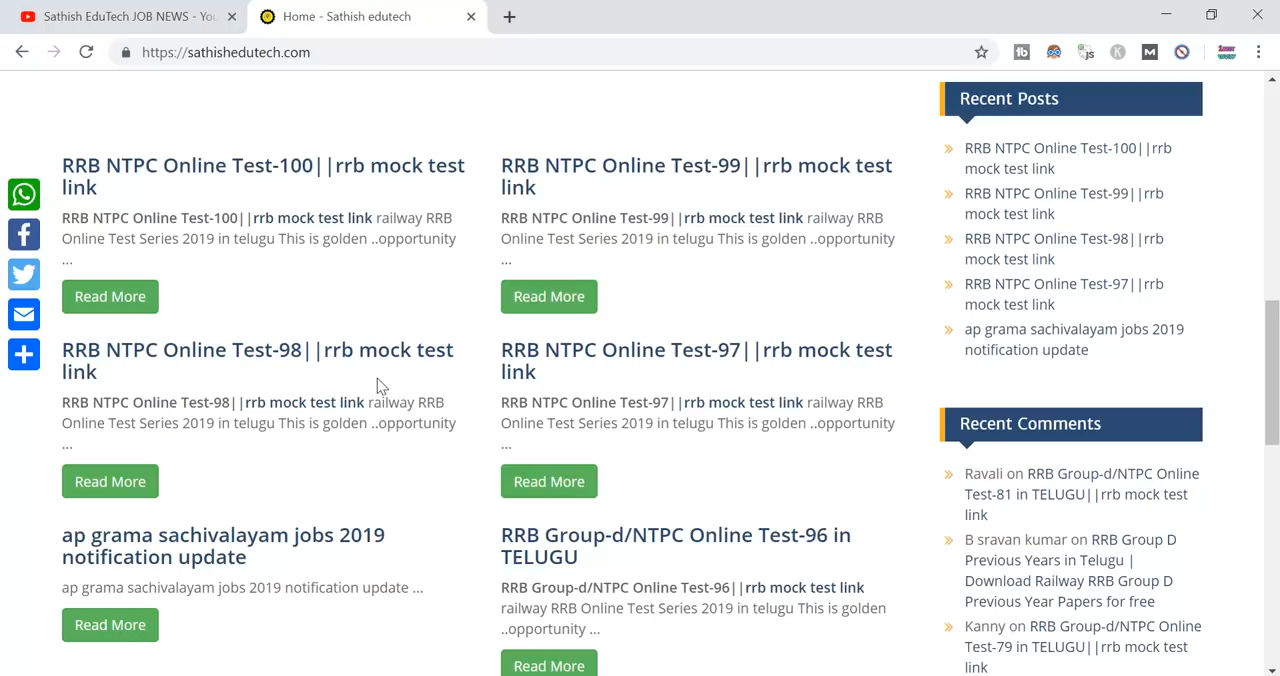 Sathish EduTech JOB NEWS - You
Home - Sathish edutech
https://sathishedutech.com
RRB NTPC Online Test-100||rrb mock test
link
RRB NTPC Online Test-100||rrb mock test link railway RRB
Online Test Series 2019 in telugu This is golden ..opportunity
...
Read More
RRB NTPC Online Test-99||rrb mock test
link
RRB NTPC Online Test-99||rrb mock test link railway RRB
Online Test Series 2019 in telugu This is golden ..opportunity
...
Read More
RRB NTPC Online Test-98||rrb mock test
link
RRB NTPC Online Test-98||rrb mock test link railway RRB
Online Test Series 2019 in telugu This is golden ..opportunity
...
Read More
RRB NTPC Online Test-97||rrb mock test
link
RRB NTPC Online Test-97||rrb mock test link railway RRB
Online Test Series 2019 in telugu This is golden ..opportunity
...
Read More
ap grama sachivalayam jobs 2019
notification update
ap grama sachivalayam jobs 2019 notification update ...
Read More
RRB Group-d/NTPC Online Test-96 in
TELUGU
RRB Group-d/NTPC Online Test-96||rrb mock test link
railway RRB Online Test Series 2019 in telugu This is golden
..opportunity ...
Read More
Recent Posts
RRB NTPC Online Test-100||rrb
mock test link
RRB NTPC Online Test-99||rrb
mock test link
RRB NTPC Online Test-98||rrb
mock test link
RRB NTPC Online Test-97||rrb
mock test link
ap grama sachivalayam jobs 2019
notification update
Recent Comments
Ravali on RRB Group-d/NTPC Online
Test-81 in TELUGU||rrb mock test
link
B sravan kumar on RRB Group D
Previous Years in Telugu |
Download Railway RRB Group D
Previous Year Papers for free
Kanny on RRB Group-d/NTPC Online
Test-79 in TELUGU||rrb mock test
link